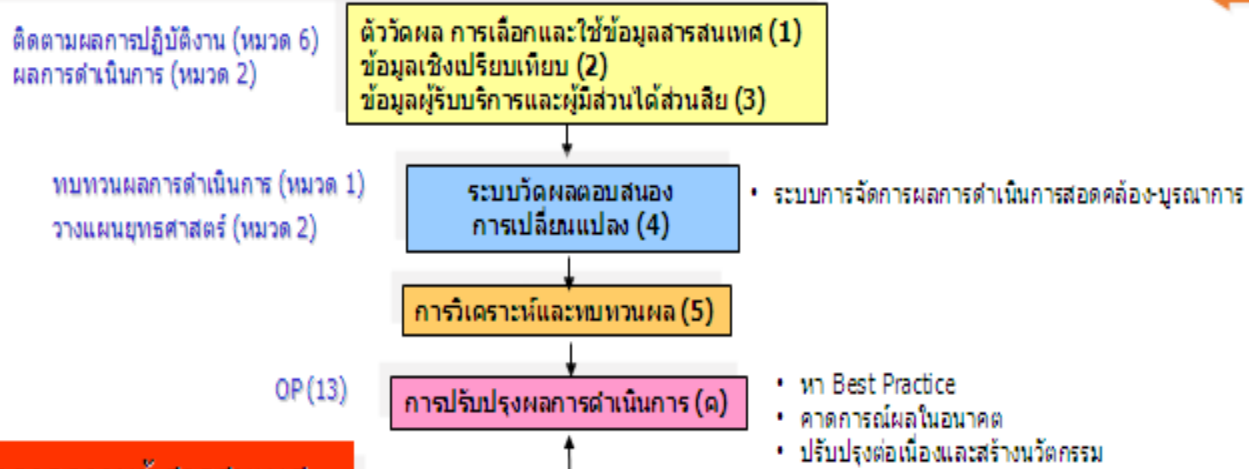 ติดตามผลการปฏิบัติงาน (หมวด 6)
ผลการดำเนินการ (หมวด 2)
ตัววัดผล การเลือกและใช้ข้อมูลสารสนเทศ (1)
ข้อมูลเชิงเปรียบเทียบ (2)
ข้อมูลผู้รับบริการและผู้มีส่วนได้ส่วนสีย (3)
ทบทวนผลการดำเนินการ (หมวด 1)
วางแผนยุทธศาสตร์ (หมวด 2)
ระบบวัดผลตอบสนอง
การเปลี่ยนแปลง (4)
• ระบบการจัดการผลการดำเนินการสอดคล้อง-บูรณาการ
การวิเคราะห์และทบทวนผล (5)
OP (13)
การปรับปรุงผลการดำเนินการ (ค)
• หา Best Practice
• คาดการณ์ผลในอนาคต
• ปรับปรุงต่อเนื่องและสร้างนวัตกรรม